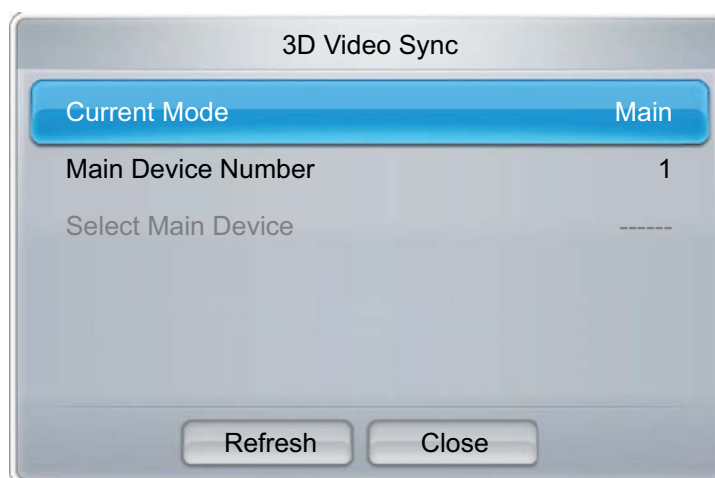 3D Video Sync
Current Mode Main
Main Device Number 1
Select Main Device ------
Refresh Close